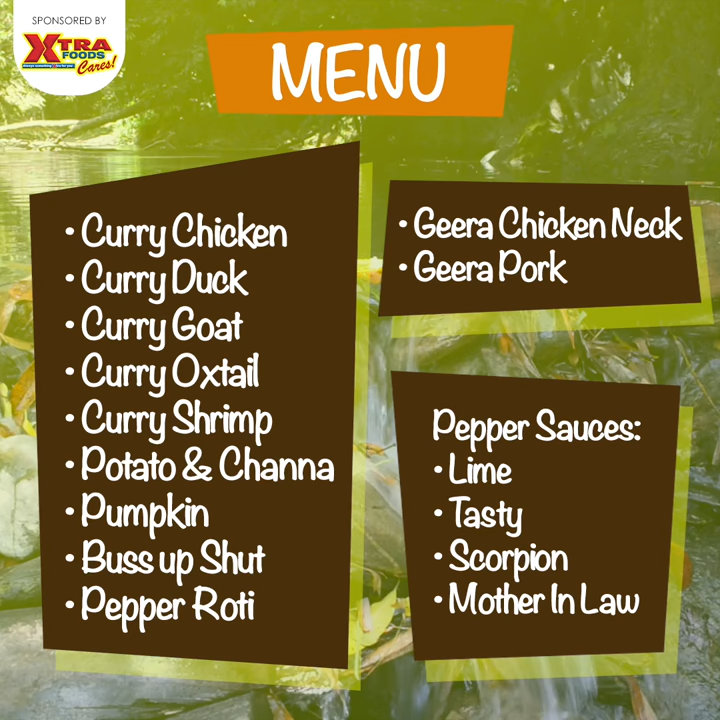 SPONSORED BY
XTRA
FOODS
Cares!
MENU
• Curry Chicken
• Curry Duck
• Curry Goat
• Curry Oxtail
• Curry Shrimp
• Potato & Channa
• Pumpkin
• Buss up Shut
• Pepper Roti
• Geera Chicken Neck
• Geera Pork
Pepper Sauces:
• Lime
• Tasty
• Scorpion
• Mother In Law